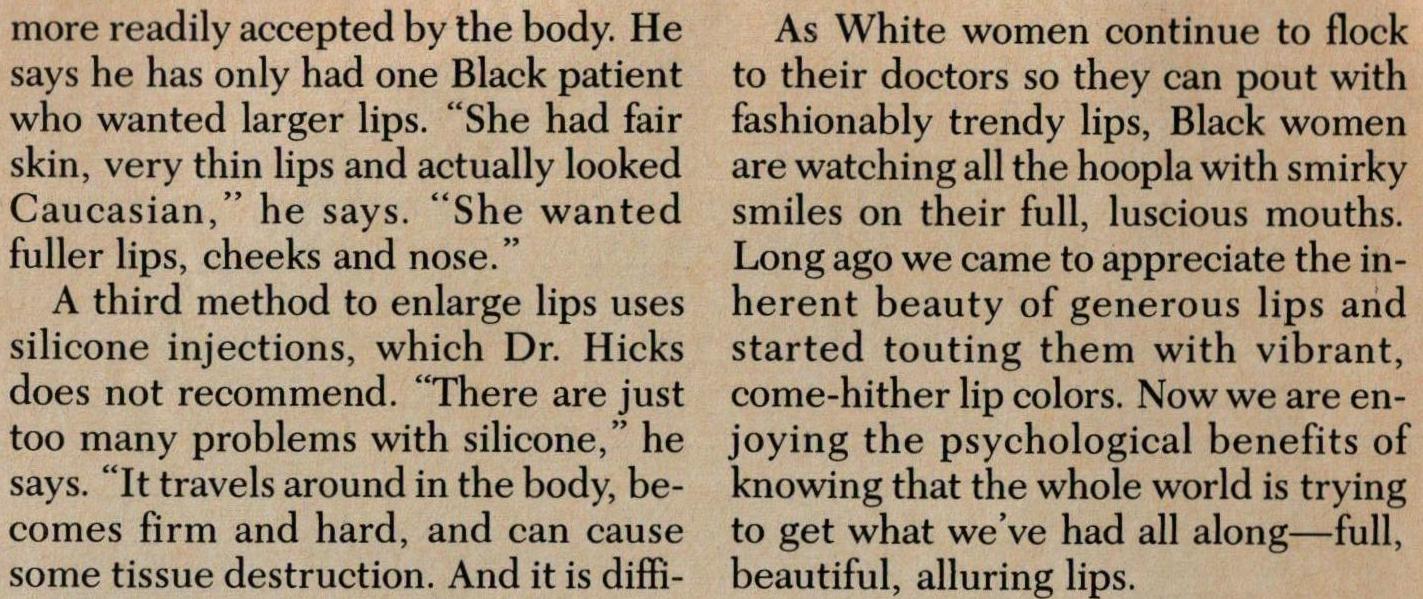 more readily accepted by the body. He
says he has only had one Black patient
who wanted larger lips. “She had fair
skin, very thin lips and actually looked
Caucasian,” he says. “She wanted
fuller lips, cheeks and nose.”
A third method to enlarge lips uses
silicone injections, which Dr. Hicks
does not recommend. “There are just
too many problems with silicone,” he
says. “It travels around in the body, be-
comes firm and hard, and can cause
some tissue destruction. And it is diffi-
As White women continue to flock
to their doctors so they can pout with
fashionably trendy lips, Black women
are watching all the hoopla with smirky
smiles on their full, luscious mouths.
Long ago we came to appreciate the in-
herent beauty of generous lips and
started touting them with vibrant,
come-hither lip colors. Now we are en-
joying the psychological benefits of
knowing that the whole world is trying
to get what we’ve had all along—full,
beautiful, alluring lips.